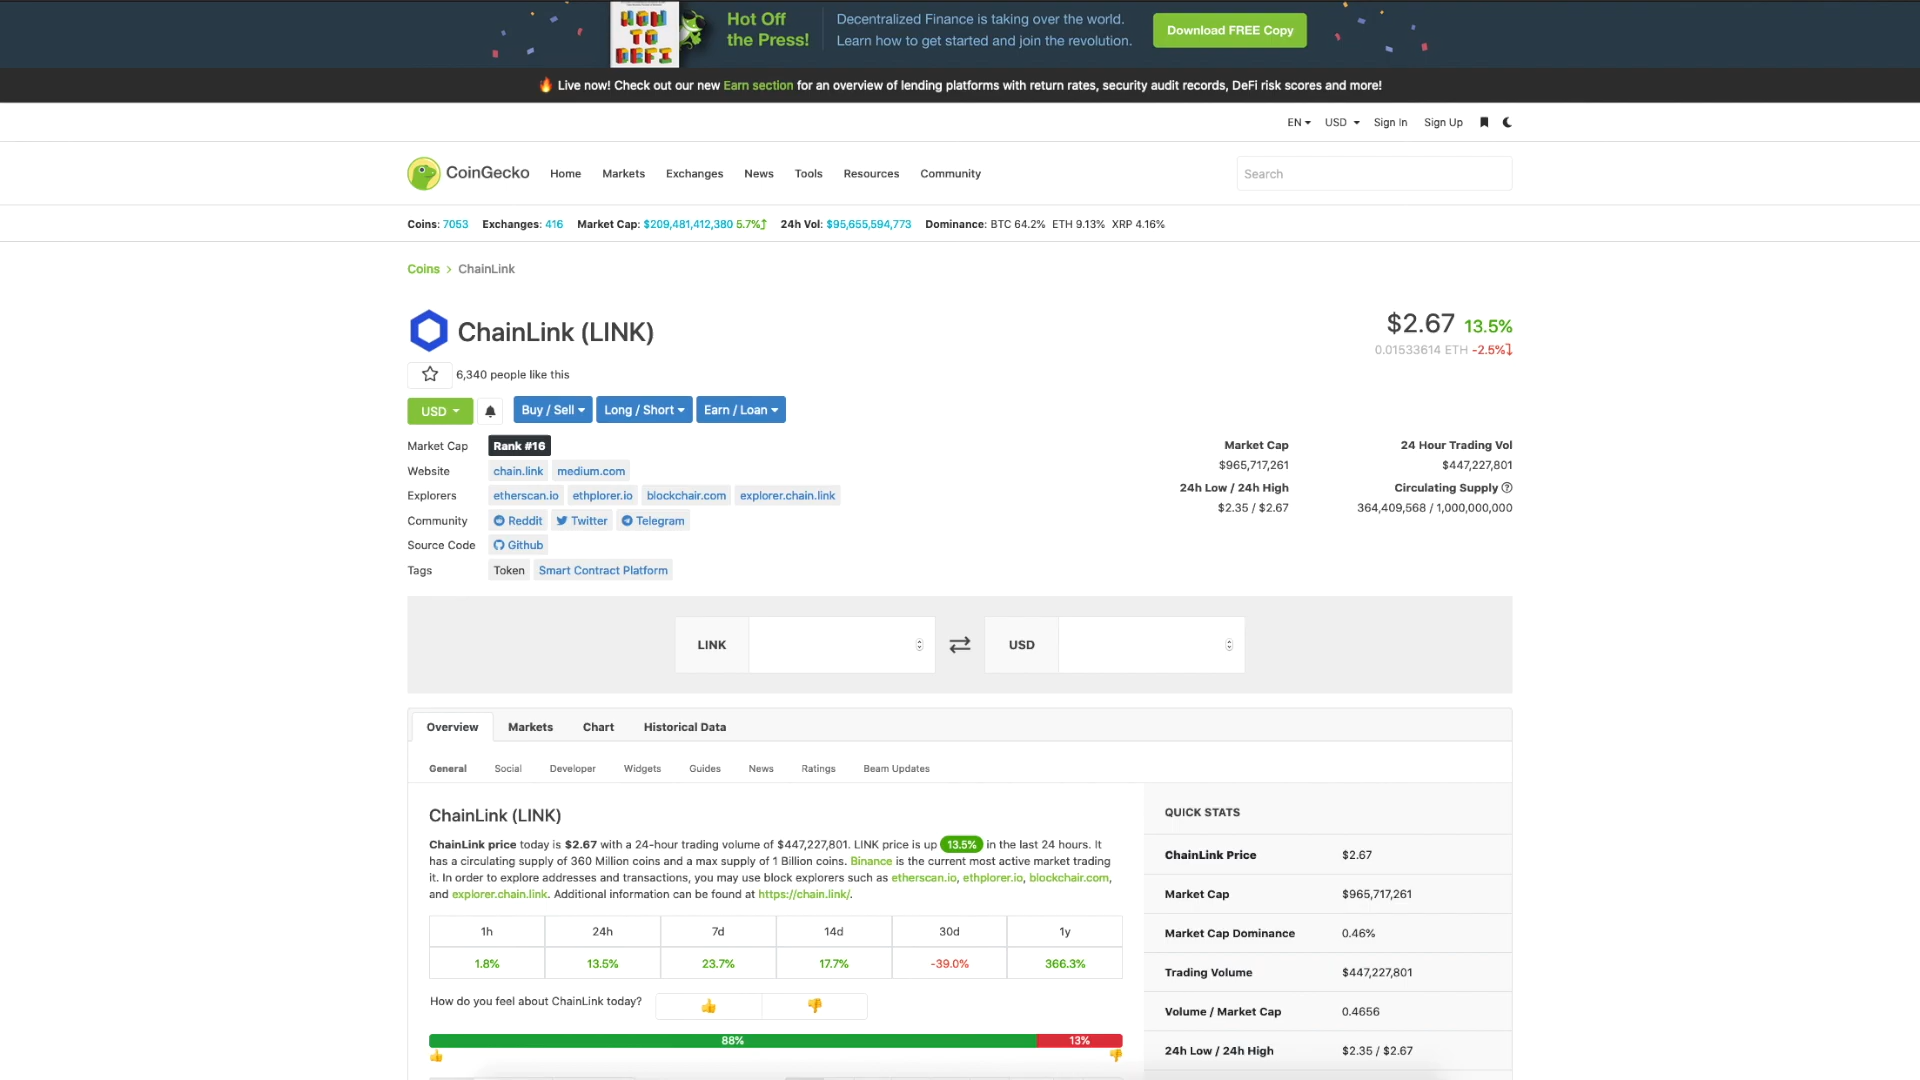 HOW
TO
DEFI
Hot Off
the Press!
Decentralized Finance is taking over the world.
Learn how to get started and join the revolution.
Download FREE Copy
Live now! Check out our new Earn section for an overview of lending platforms with return rates, security audit records, DeFi risk scores and more!
EN USD Sign In Sign Up
CoinGecko Home Markets Exchanges News Tools Resources Community Search
Coins: 7053 Exchanges: 416 Market Cap: $209,481,412,380 5.7% 24h Vol: $95,655,594,773 Dominance: BTC 64.2% ETH 9.13% XRP 4.16%
Coins > ChainLink
ChainLink (LINK)
$2.67 13.5%
0.01533614 ETH -2.5%
6,340 people like this
USD Buy / Sell Long / Short Earn / Loan
Market Cap Rank #16
Website chain.link medium.com
Explorers etherscan.io ethplorer.io blockchair.com explorer.chain.link
Community Reddit Twitter Telegram
Source Code Github
Tags Token Smart Contract Platform
Market Cap 24 Hour Trading Vol
$965,717,261 $447,227,801
24h Low / 24h High Circulating Supply
$2.35 / $2.67 364,409,568 / 1,000,000,000
LINK USD
Overview Markets Chart Historical Data
General Social Developer Widgets Guides News Ratings Beam Updates
ChainLink (LINK)
ChainLink price today is $2.67 with a 24-hour trading volume of $447,227,801. LINK price is up 13.5% in the last 24 hours. It
has a circulating supply of 360 Million coins and a max supply of 1 Billion coins. Binance is the current most active market trading
it. In order to explore addresses and transactions, you may use block explorers such as etherscan.io, ethplorer.io, blockchair.com,
and explorer.chain.link. Additional information can be found at https://chain.link/.
1h 24h 7d 14d 30d 1y
1.8% 13.5% 23.7% 17.7% -39.0% 366.3%
How do you feel about ChainLink today?
88% 13%
QUICK STATS
ChainLink Price $2.67
Market Cap $965,717,261
Market Cap Dominance 0.46%
Trading Volume $447,227,801
Volume / Market Cap 0.4656
24h Low / 24h High $2.35 / $2.67